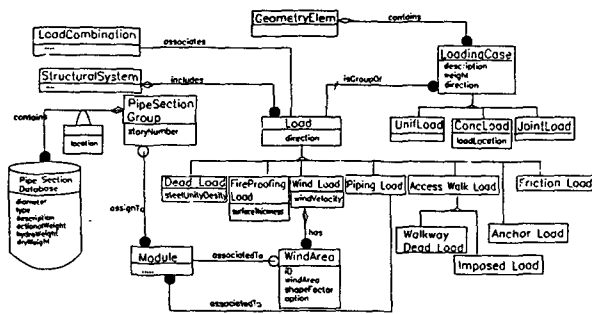 GeometryElem
contains
LoadCombination
associates
LoadingCase
description
weight
direction
StructuralSystem
includes
isGroupOf
contains
PipeSection
Group
storyNumber
location
Load
direction
UnifLoad
ConcLoad
loadLocation
JointLoad
Pipe Section
Database
diameter
type
description
hydroWeight
dryWeight
Dead Load
FireProofing
Load
surfaceThickness
Wind Load
windVelocity
Piping Load
Access Walk Load
Friction Load
assignTo
has
Walkway
Dead Load
Anchor Load
Imposed Load
Module
associatedTo
WindArea
ID
windArea
shapeFactor
option
associatedTo